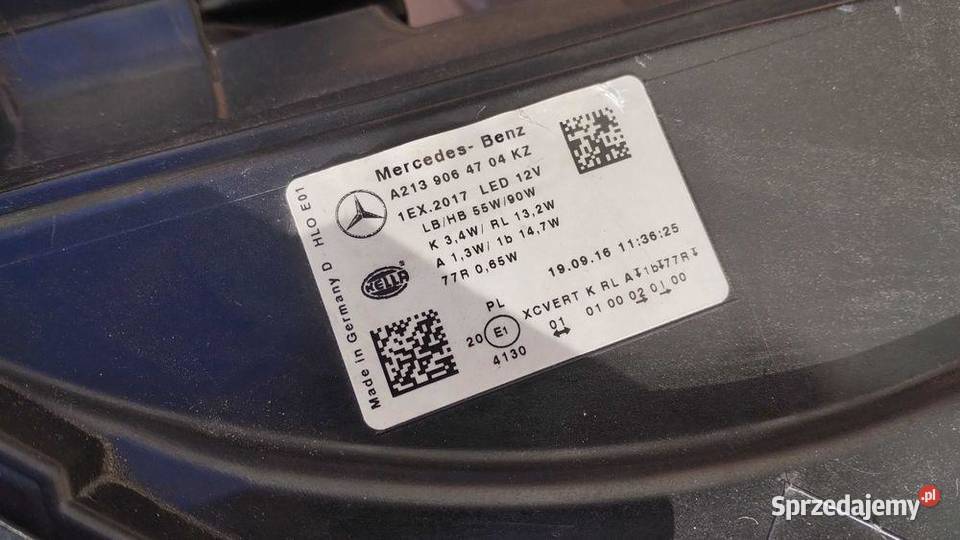 Mercedes- Benz
A213 906 47 04 KZ
1EX.2017 LED 12V
LB/HB 55W/90W
K 3,4W/ RL 13,2W
A 1,3W/ 1b 14,7W
77R 0,65W
19.09.16 11:36:25
HELLA
Made in Germany D HLO E01
PL
20 E1 XCVERT K RL A 1b 77R
4130 01 01 00 02 01 00
Sprzedajemy.pl